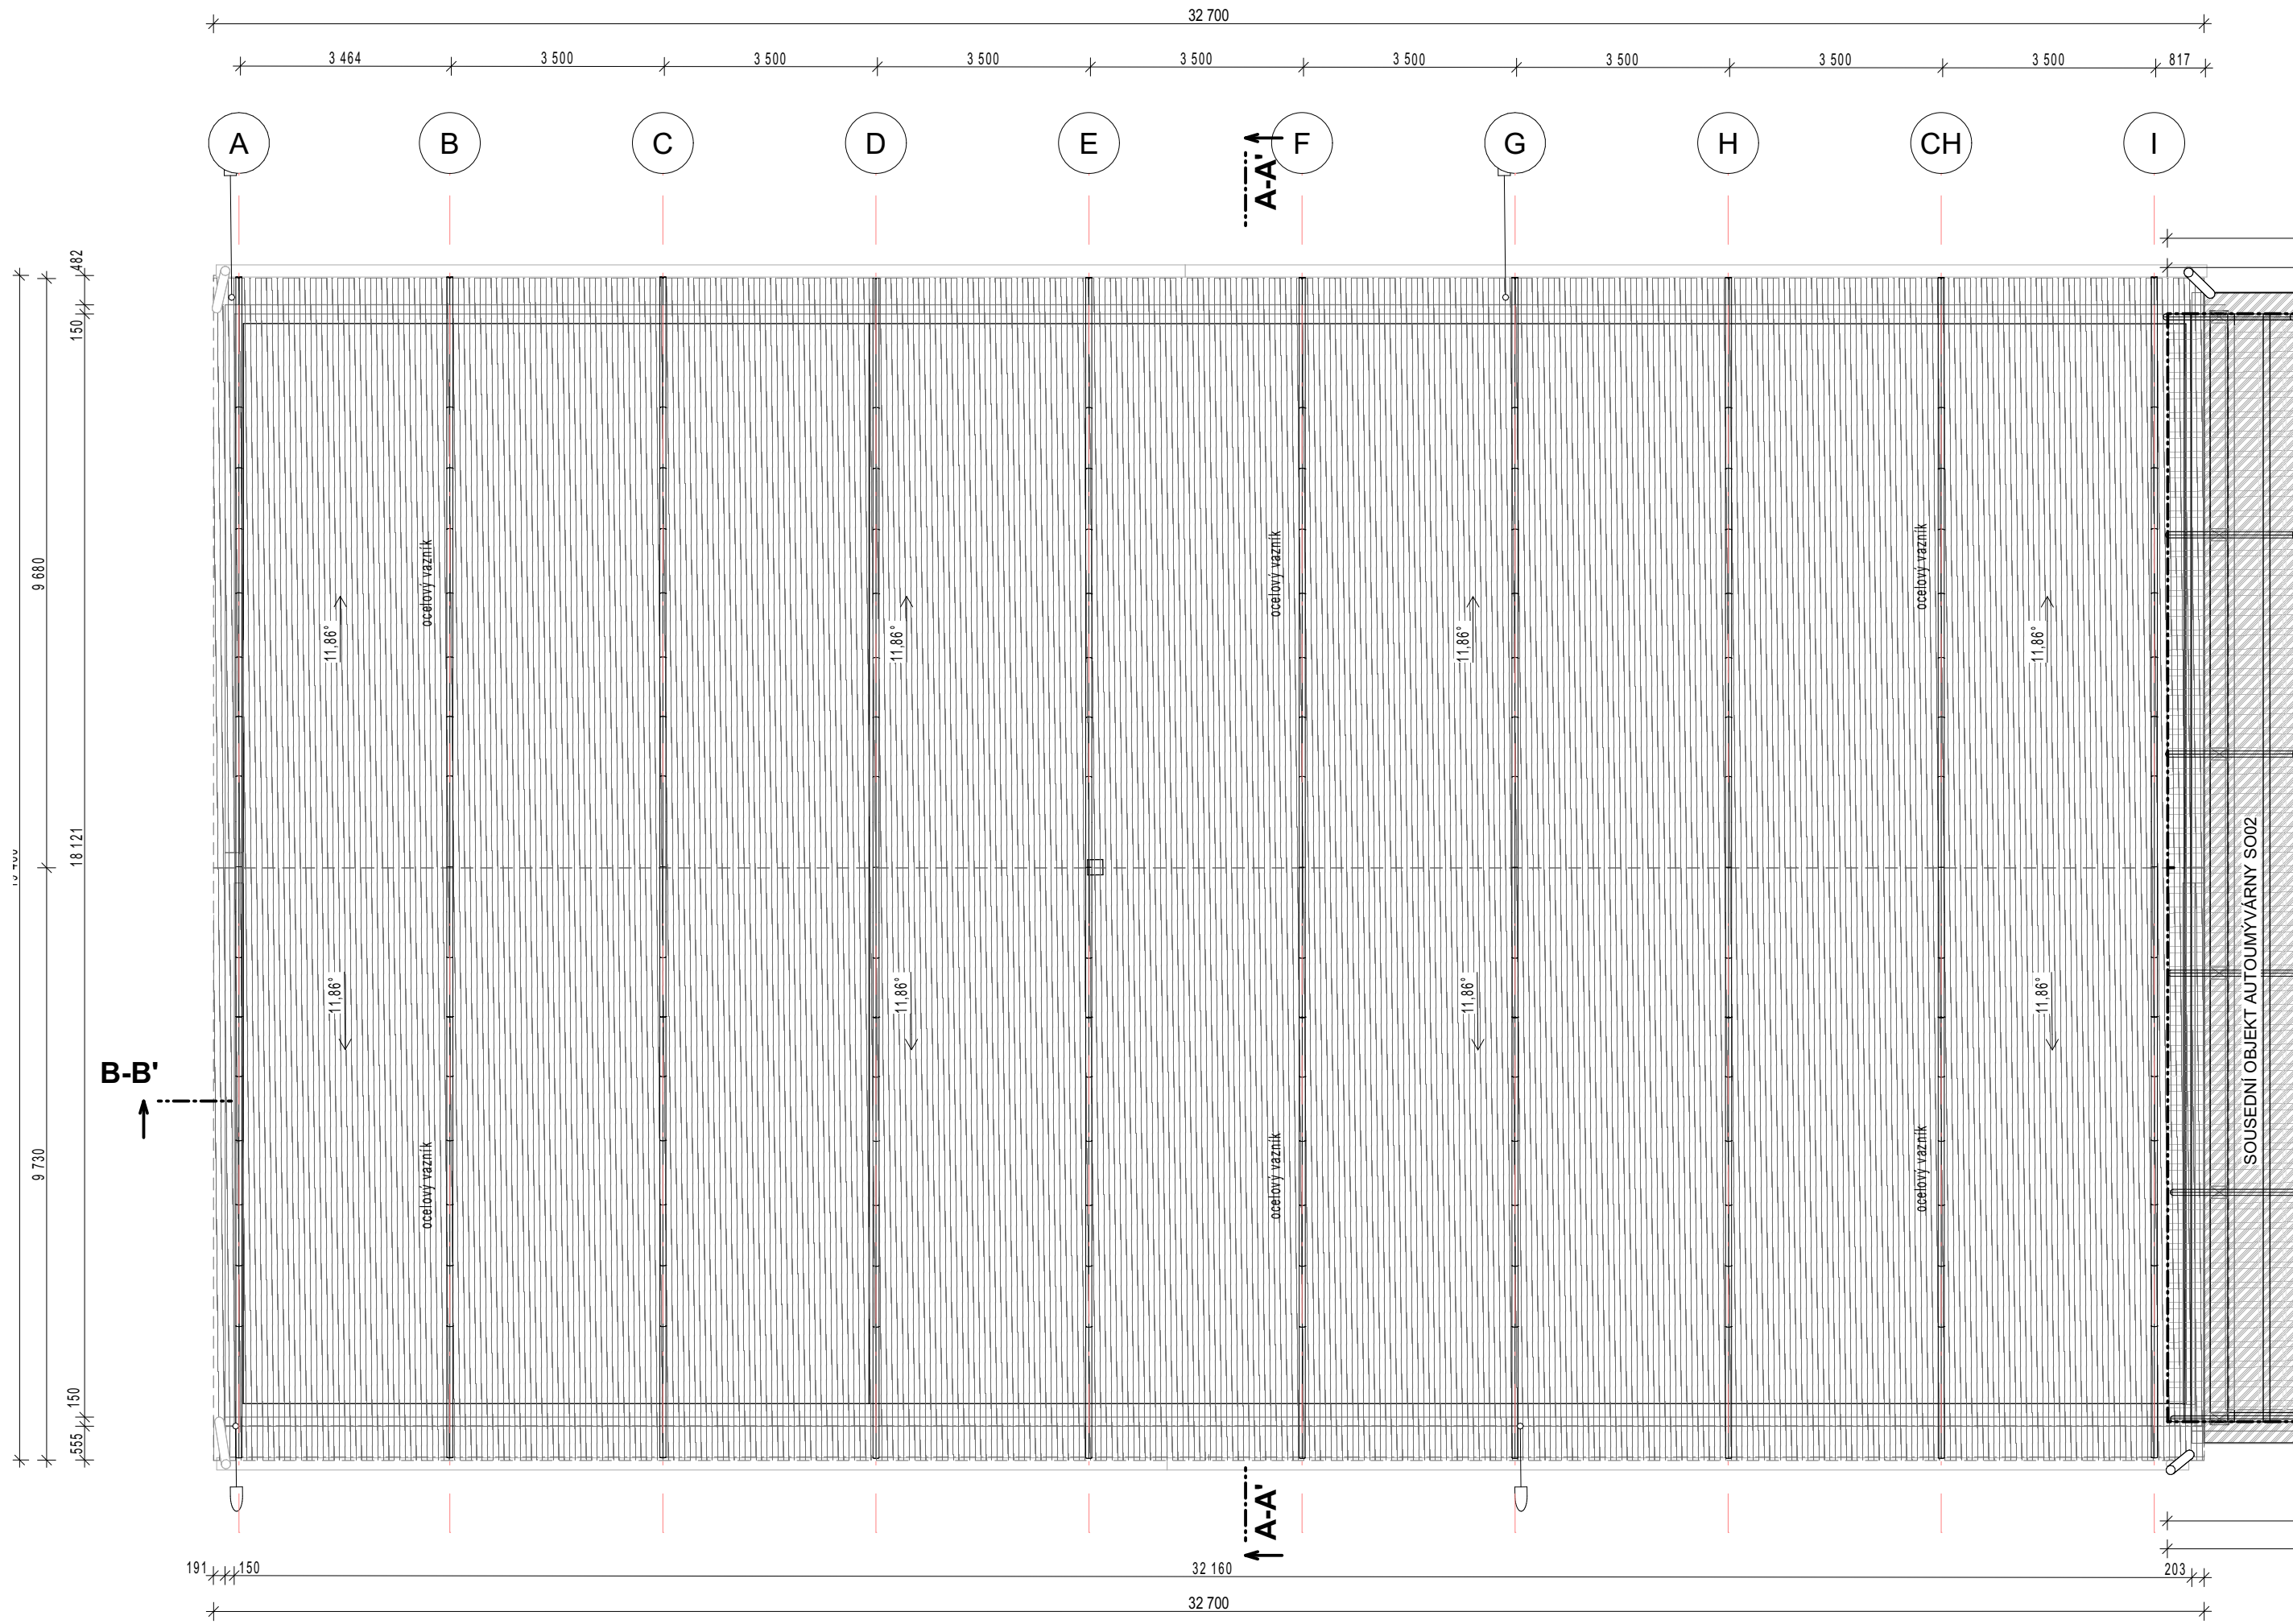 32 700
3 464
3 500
3 500
3 500
3 500
3 500
3 500
3 500
3 500
817
A
B
C
D
E
F
G
H
CH
I
A-A'
482
150
9 680
18 121
9 730
150
555
ocelový vazník
ocelový vazník
ocelový vazník
11,86°
11,86°
11,86°
11,86°
11,86°
11,86°
11,86°
11,86°
SOUSEDNÍ OBJEKT AUTOUMÝVÁRNY SO02
B-B'
ocelový vazník
ocelový vazník
ocelový vazník
A-A'
191
150
32 160
203
32 700